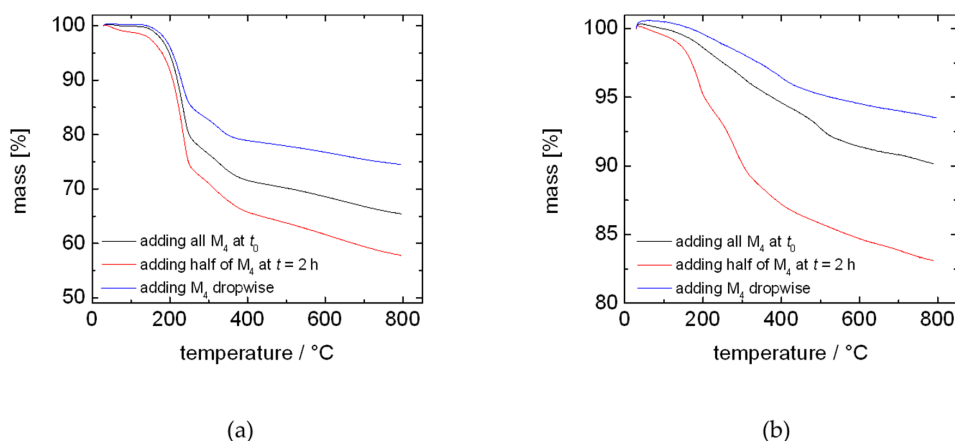 100
90
80
70
60
50
mass [%]
adding all M₄ at t₀
adding half of M₄ at t = 2 h
adding M₄ dropwise
0 200 400 600 800
temperature / °C
(a)
100
95
90
85
80
mass [%]
adding all M₄ at t₀
adding half of M₄ at t = 2 h
adding M₄ dropwise
0 200 400 600 800
temperature / °C
(b)